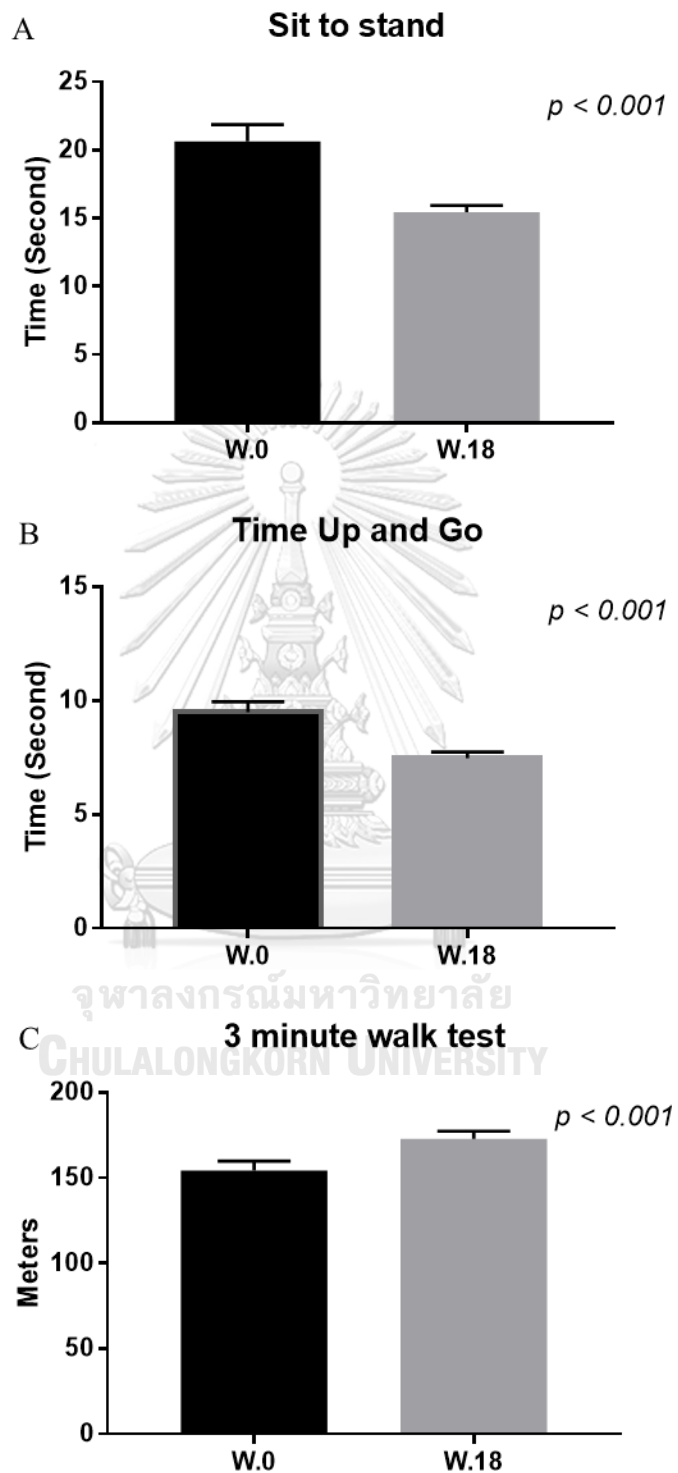 A
Sit to stand
25
20
15
10
5
0
Time (Second)
p < 0.001
W.0 W.18
B
Time Up and Go
15
10
5
0
Time (Second)
p < 0.001
W.0 W.18
จุฬาลงกรณ์มหาวิทยาลัย
C
3 minute walk test
CHULALONGKORN UNIVERSITY
200
150
100
50
0
Meters
p < 0.001
W.0 W.18